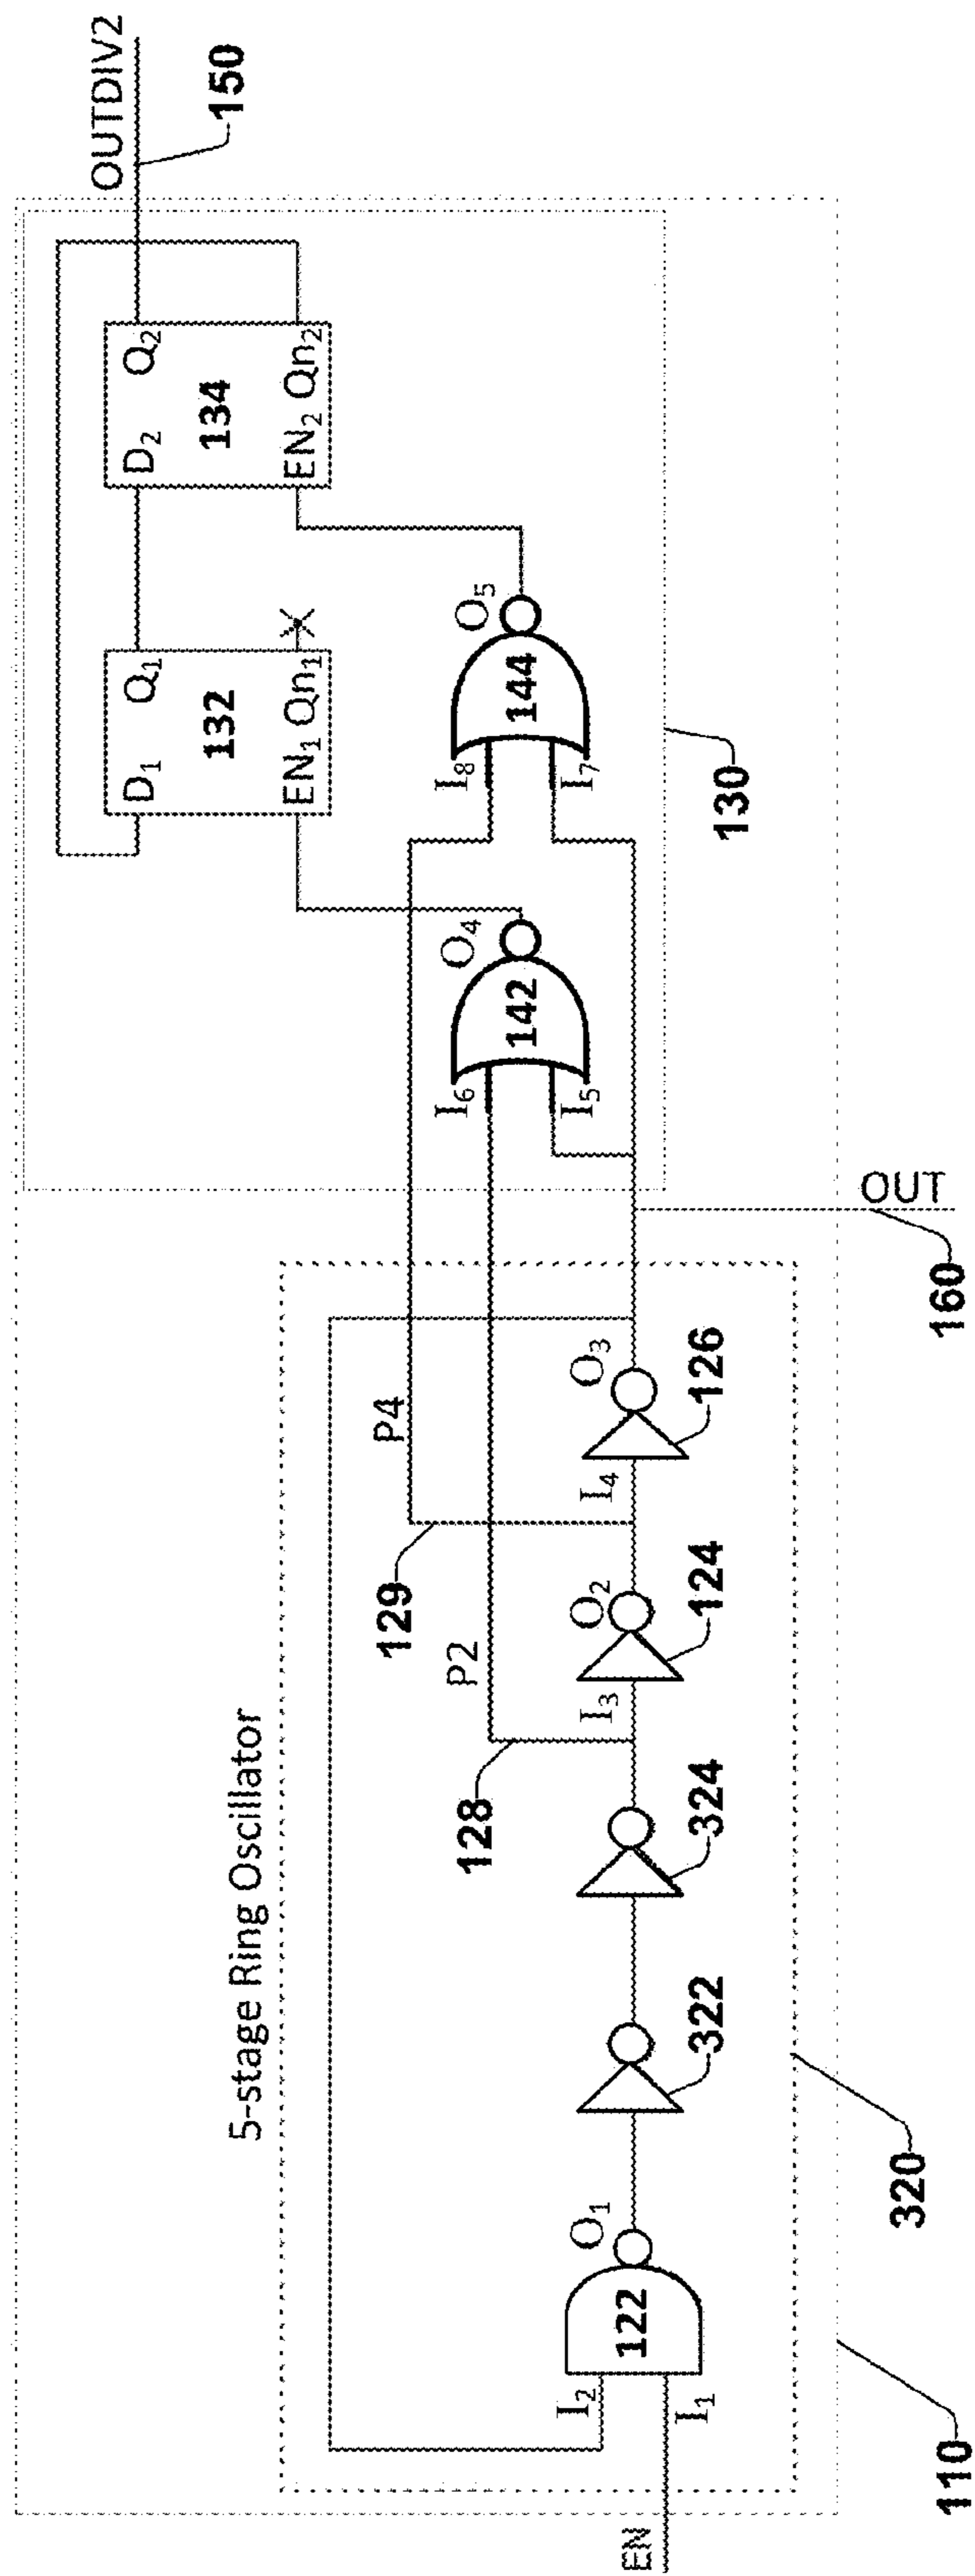 OUTDIV2
150
D₁ Q₁
132
EN₁ Qn₁
D₂ Q₂
134
EN₂ Qn₂
O₄
I₆
142
I₅
O₅
I₈
144
I₇
130
5-stage Ring Oscillator
P4
129
P2
128
I₂
122
I₁
O₁
EN
322
324
I₃
O₂
124
I₄
O₃
126
OUT
160
320
110